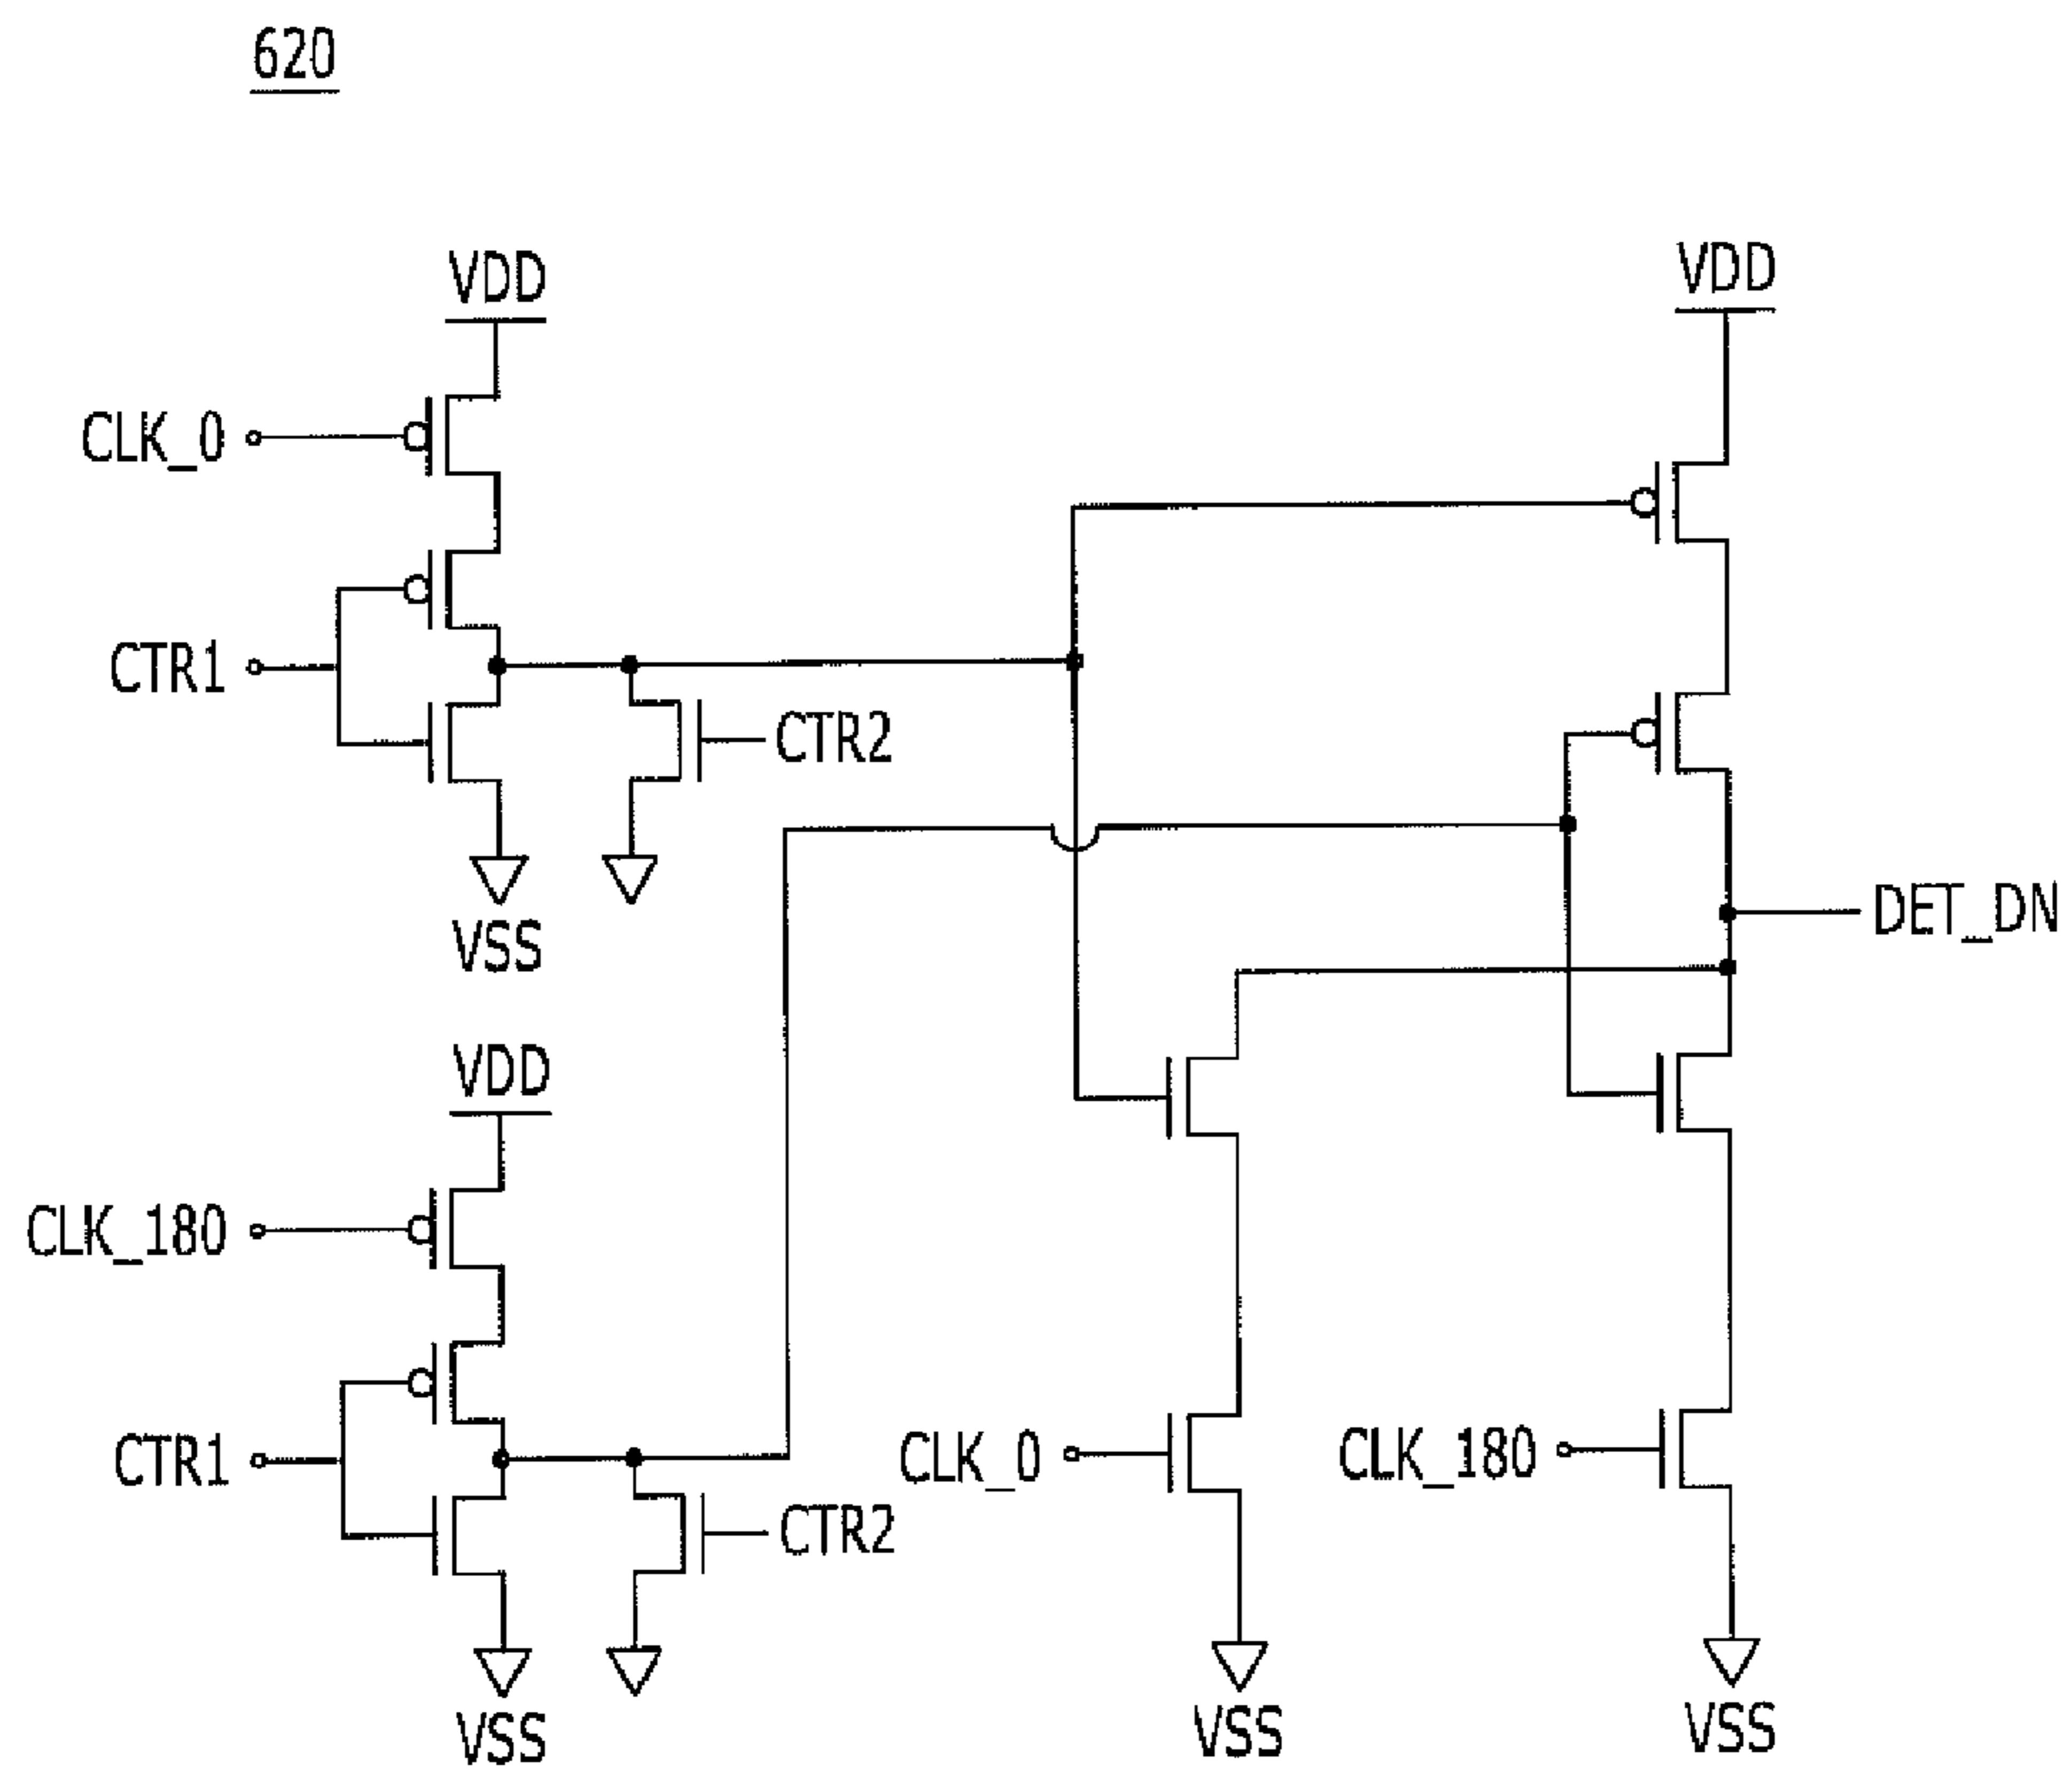 620
VDD
VDD
CLK_0
CTR1
CTR2
VSS
DET_DN
VDD
CLK_180
CTR1
CTR2
CLK_0
CLK_180
VSS
VSS
VSS